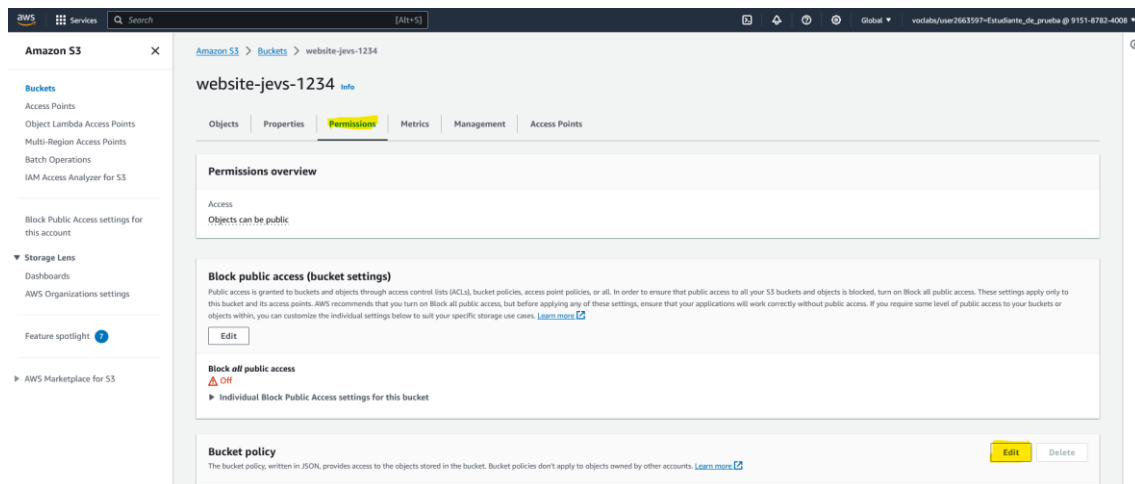 aws Services Search [Alt+S] Global vocabs/user2663597=Estudiante_de_prueba @ 9151-8782-4008
Amazon S3
Amazon S3 > Buckets > website-jevs-1234
website-jevs-1234 Info
Buckets
Access Points
Object Lambda Access Points
Multi-Region Access Points
Batch Operations
IAM Access Analyzer for S3
Block Public Access settings for
this account
Storage Lens
Dashboards
AWS Organizations settings
Feature spotlight 7
AWS Marketplace for S3
Objects Properties Permissions Metrics Management Access Points
Permissions overview
Access
Objects can be public
Block public access (bucket settings)
Public access is granted to buckets and objects through access control lists (ACLs), bucket policies, access point policies, or all. In order to ensure that public access to all your S3 buckets and objects is blocked, turn on Block all public access. These settings apply only to
this bucket and its access points. AWS recommends that you turn on Block all public access, but before applying any of these settings, ensure that your applications will work correctly without public access. If you require some level of public access to your buckets or
objects within, you can customize the individual settings below to suit your specific storage use cases. Learn more
Edit
Block all public access
Off
Individual Block Public Access settings for this bucket
Bucket policy
Edit Delete
The bucket policy, written in JSON, provides access to the objects stored in the bucket. Bucket policies don't apply to objects owned by other accounts. Learn more